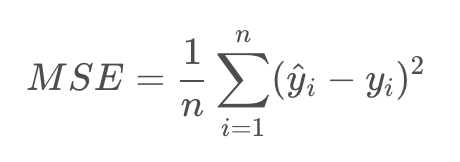 MSE = \frac{1}{n} \sum_{i=1}^{n} (\hat{y}_i - y_i)^2